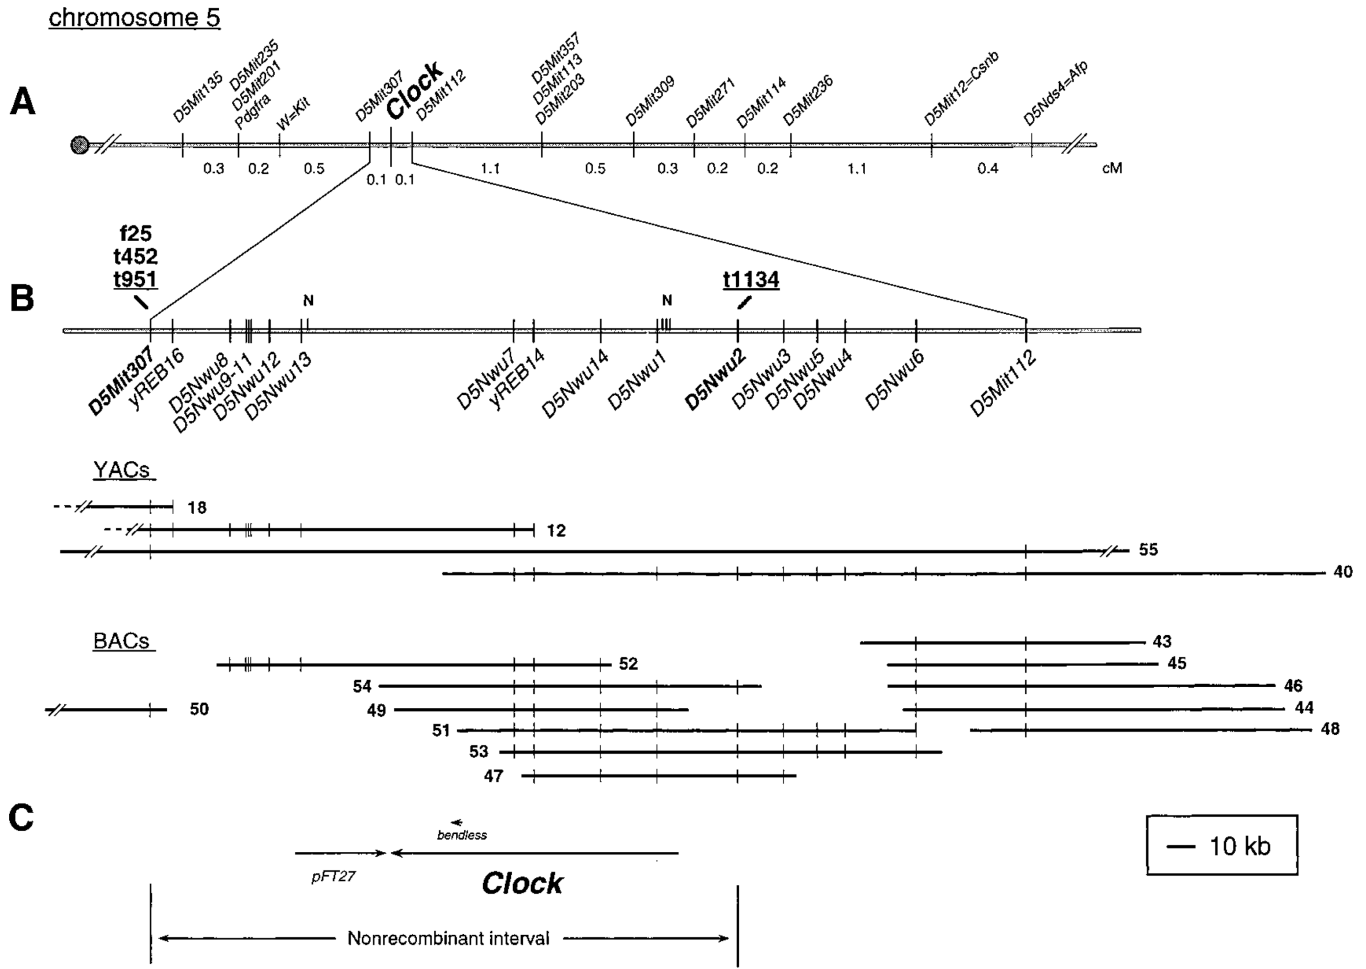 chromosome 5
A
D5Mit135
D5Mit235
D5Mit201
Pdgfra
W=Kit
D5Mit307
Clock
D5Mit112
D5Mit357
D5Mit113
D5Mit203
D5Mit309
D5Mit271
D5Mit114
D5Mit236
D5Mit12=Csnb
D5Nds4=Afp
0.3 0.2 0.5 0.1 0.1 1.1 0.5 0.3 0.2 0.2 1.1 0.4 cM
f25
t452
t951
t1134
B
N N
D5Mit307
yREB16
D5Nwu8
D5Nwu9-11
D5Nwu12
D5Nwu13
D5Nwu7
yREB14
D5Nwu14
D5Nwu1
D5Nwu2
D5Nwu3
D5Nwu5
D5Nwu4
D5Nwu6
D5Mit112
YACs
18
12
55
40
BACs
43
52
45
54
46
50
49
44
51
48
53
47
C
bendless
pFT27
Clock
10 kb
Nonrecombinant interval